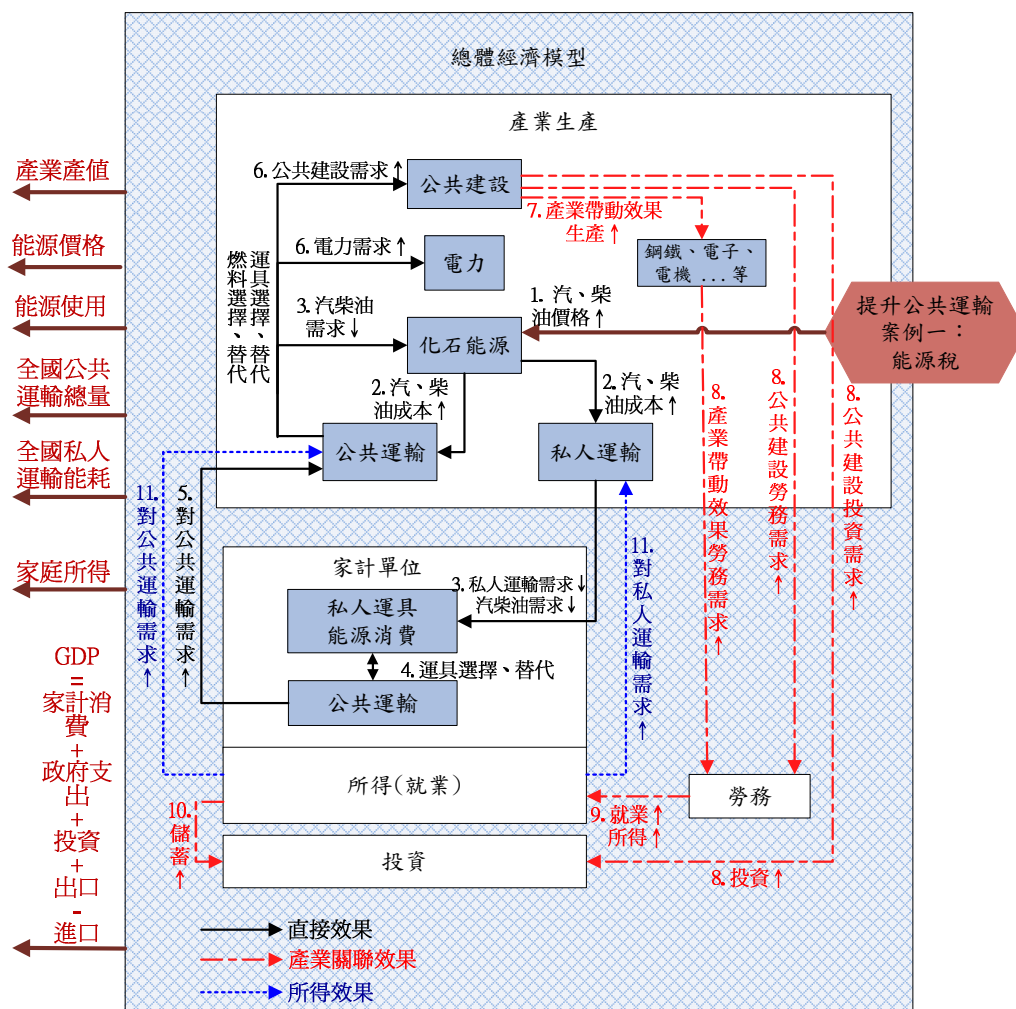 總體經濟模型
產業生產
產業產值
能源價格
能源使用
全國公共
運輸總量
全國私人
運輸能耗
家庭所得
GDP
=
家計消
費
+
政府支
出
+
投資
+
出口
-
進口
6.公共建設需求↑
公共建設
7.產業帶動效果
生產↑
6.電力需求↑
電力
鋼鐵、電子、
電機 ... 等
運具選擇、替代
燃料選擇、替代
3.汽柴油
需求↓
1.汽、柴
油價格↑
化石能源
提升公共運輸
案例一：
能源稅
2.汽、柴
油成本↑
2.汽、柴
油成本↑
公共運輸
私人運輸
8.產業帶動效果勞務需求↑
8.公共建設勞務需求↑
8.公共建設投資需求↑
11.對公共運輸需求↑
5.對公共運輸需求↑
家計單位
3.私人運輸需求↓
汽柴油需求↓
11.對私人運輸需求↑
私人運具
能源消費
4.運具選擇、替代
公共運輸
所得(就業)
勞務
9.就業↑
所得↑
10.儲蓄↑
投資
8.投資↑
直接效果
產業關聯效果
所得效果